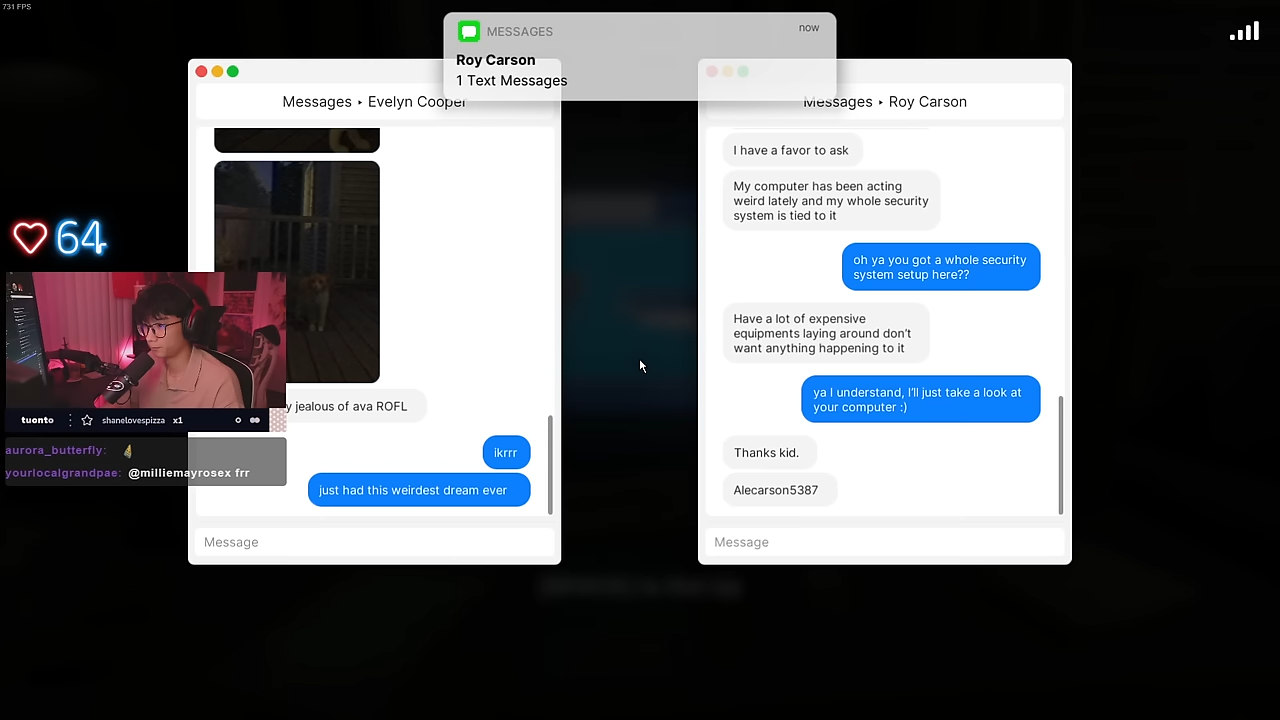 731 FPS
MESSAGES
now
Roy Carson
1 Text Messages
Messages ▸ Evelyn Cooper
y jealous of ava ROFL
ikrrr
just had this weirdest dream ever
Message
Messages ▸ Roy Carson
I have a favor to ask
My computer has been acting
weird lately and my whole security
system is tied to it
oh ya you got a whole security
system setup here??
Have a lot of expensive
equipments laying around don't
want anything happening to it
ya I understand, I'll just take a look at
your computer :)
Thanks kid.
Alecarson5387
Message
64
tuonto
shanelovespizza x1
aurora_butterfly:
yourlocalgrandpae: @milliemayrosex frr